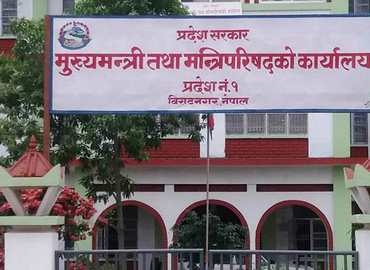 प्रदेश सरकार
मुख्यमन्त्री तथा मन्त्रिपरिषद्को कार्यालय
प्रदेश नं. १
विराटनगर, नेपाल